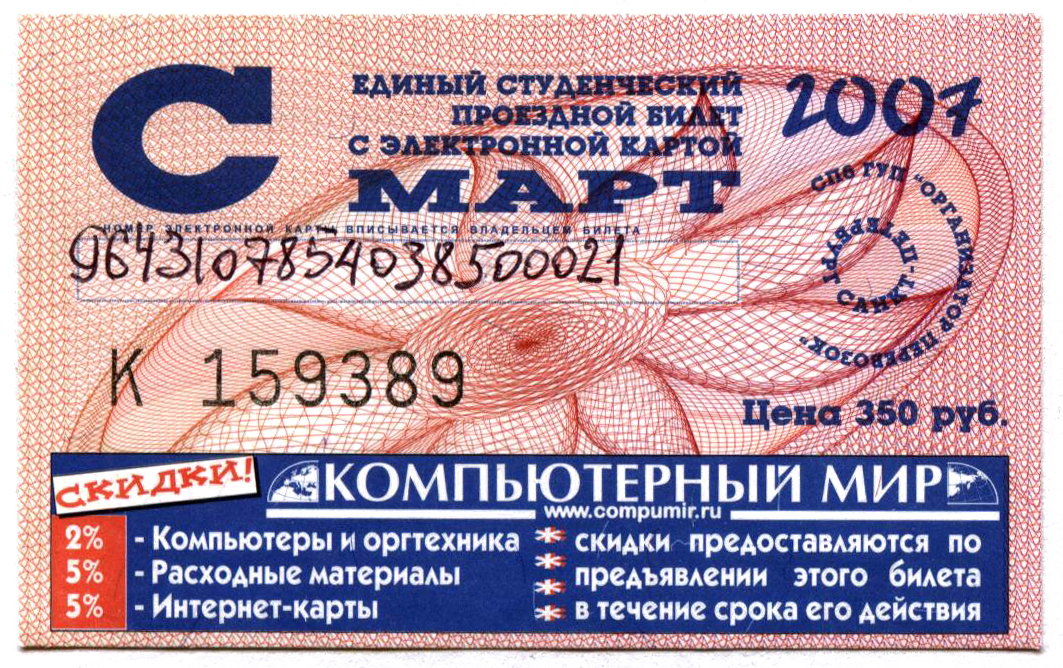 С
ЕДИНЫЙ СТУДЕНЧЕСКИЙ
ПРОЕЗДНОЙ БИЛЕТ
С ЭЛЕКТРОННОЙ КАРТОЙ
МАРТ
2007
СПб ГУП "ОРГАНИЗАТОР ПЕРЕВОЗОК"
САНКТ-ПЕТЕРБУРГ
НОМЕР ЭЛЕКТРОННОЙ КАРТЫ ВПИСЫВАЕТСЯ ВЛАДЕЛЬЦЕМ БИЛЕТА
9643107854038500021
К 159389
Цена 350 руб.
СКИДКИ!
КОМПЬЮТЕРНЫЙ МИР
www.compumir.ru
2% - Компьютеры и оргтехника
5% - Расходные материалы
5% - Интернет-карты
скидки предоставляются по
предъявлении этого билета
в течение срока его действия